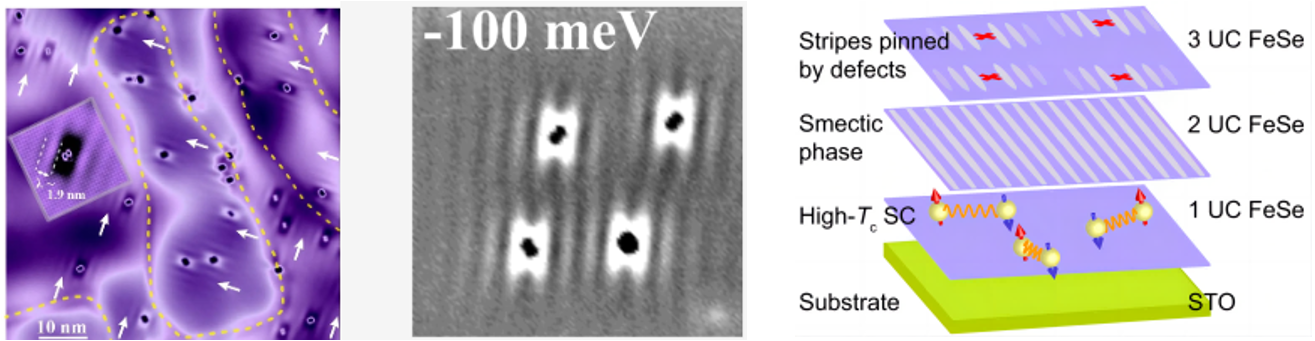 λ ~
1.9 nm
10 nm
-100 meV
Stripes pinned
by defects
3 UC FeSe
Smectic
phase
2 UC FeSe
High-Tc SC
1 UC FeSe
Substrate
STO